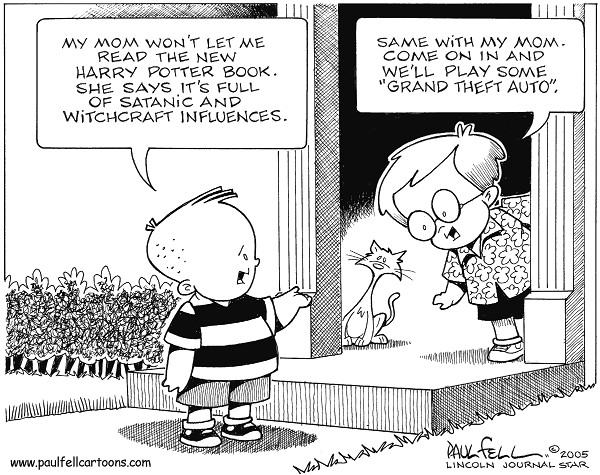 MY MOM WON'T LET ME
READ THE NEW
HARRY POTTER BOOK.
SHE SAYS IT'S FULL
OF SATANIC AND
WITCHCRAFT INFLUENCES.
SAME WITH MY MOM.
COME ON IN AND
WE'LL PLAY SOME
"GRAND THEFT AUTO".
www.paulfellcartoons.com
PAUL FELL ©2005
LINCOLN JOURNAL STAR